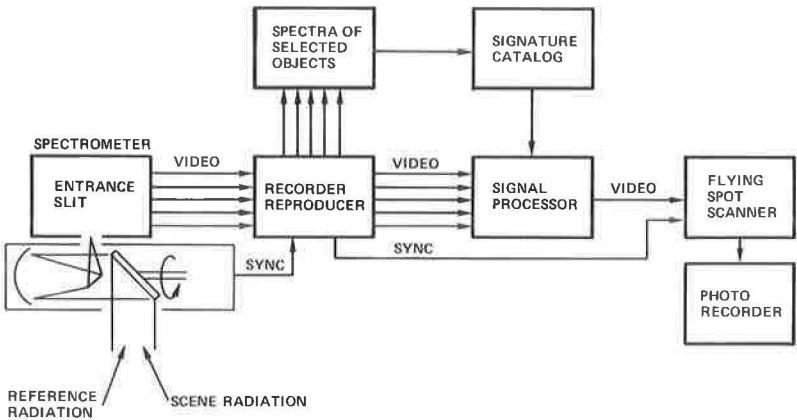 SPECTRA OF
SELECTED
OBJECTS
SIGNATURE
CATALOG
SPECTROMETER
ENTRANCE
SLIT
VIDEO
RECORDER
REPRODUCER
VIDEO
SIGNAL
PROCESSOR
VIDEO
FLYING
SPOT
SCANNER
SYNC
SYNC
PHOTO
RECORDER
REFERENCE
RADIATION
SCENE RADIATION